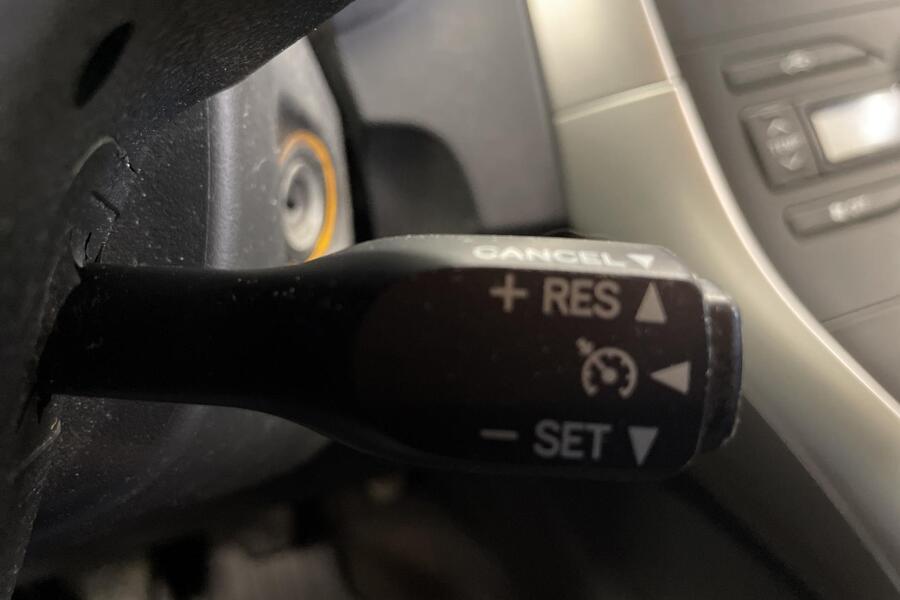 CANCEL ▼
+ RES ▲
◀
− SET ▼